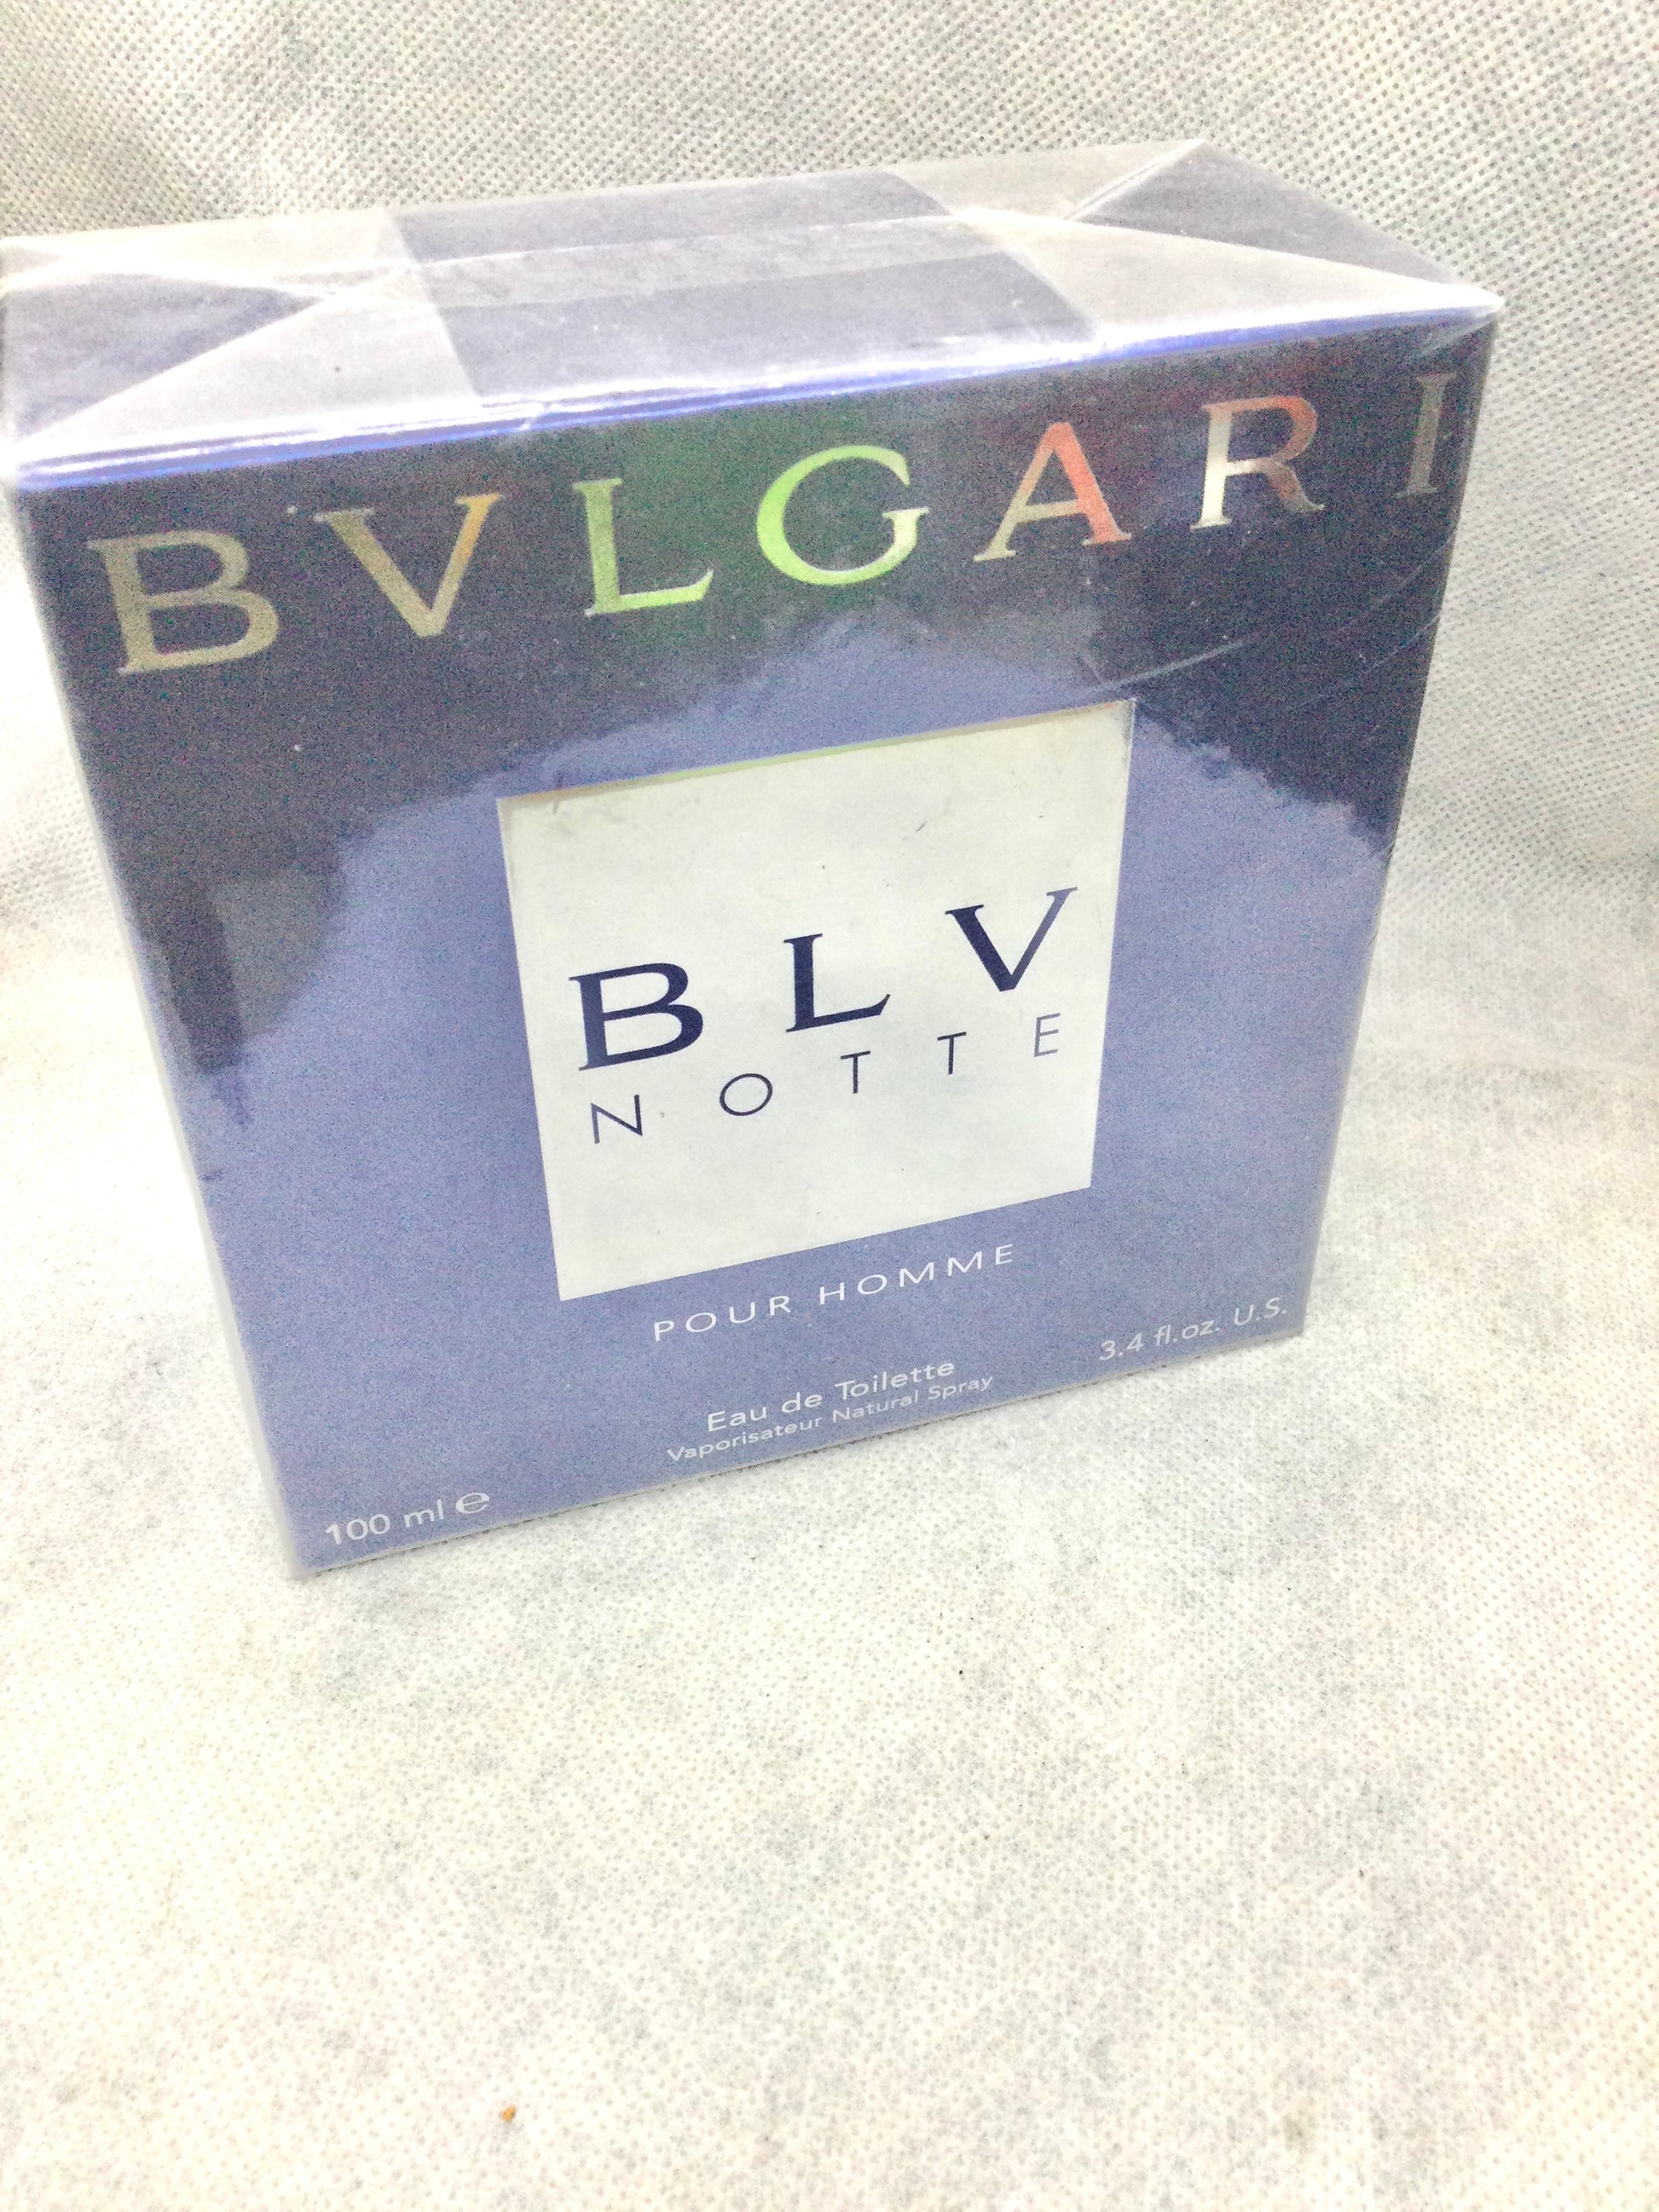 BVLGARI
BLV
NOTTE
POUR HOMME
Eau de Toilette
Vaporisateur Natural Spray
100 ml ℮
3.4 fl.oz. U.S.